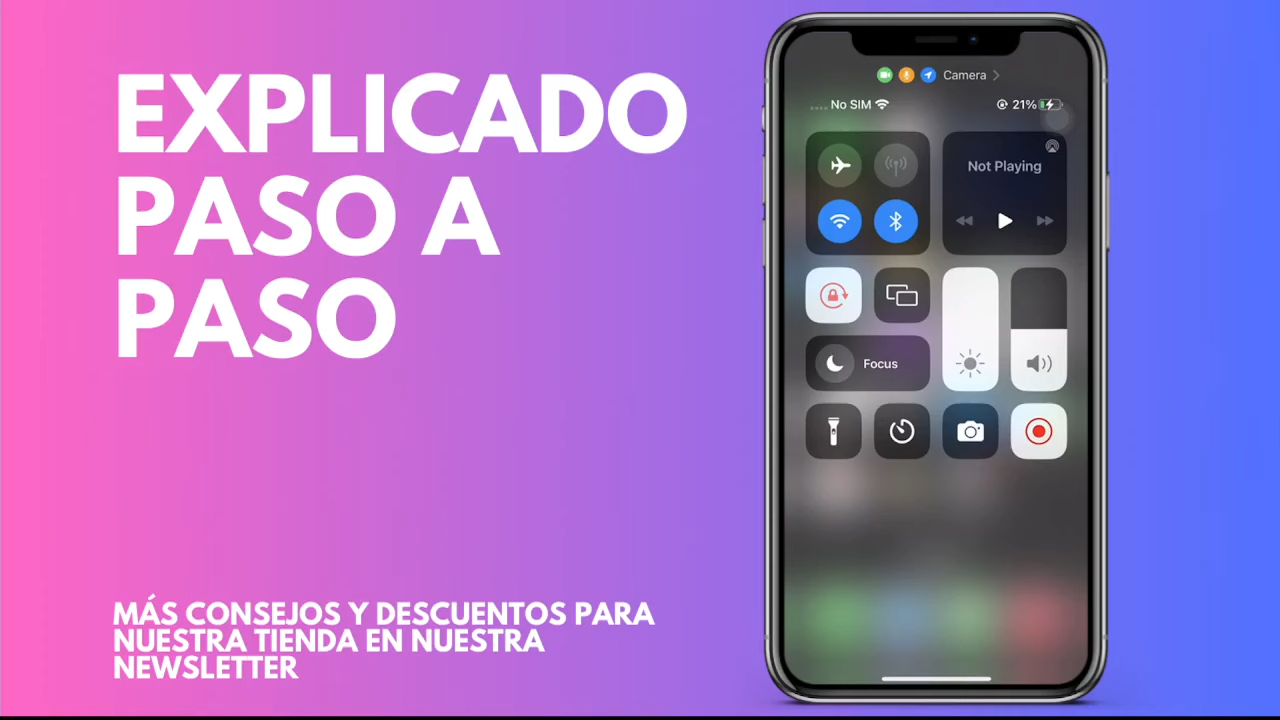 EXPLICADO
PASO A
PASO
MÁS CONSEJOS Y DESCUENTOS PARA
NUESTRA TIENDA EN NUESTRA
NEWSLETTER
Camera
No SIM
21%
Not Playing
Focus